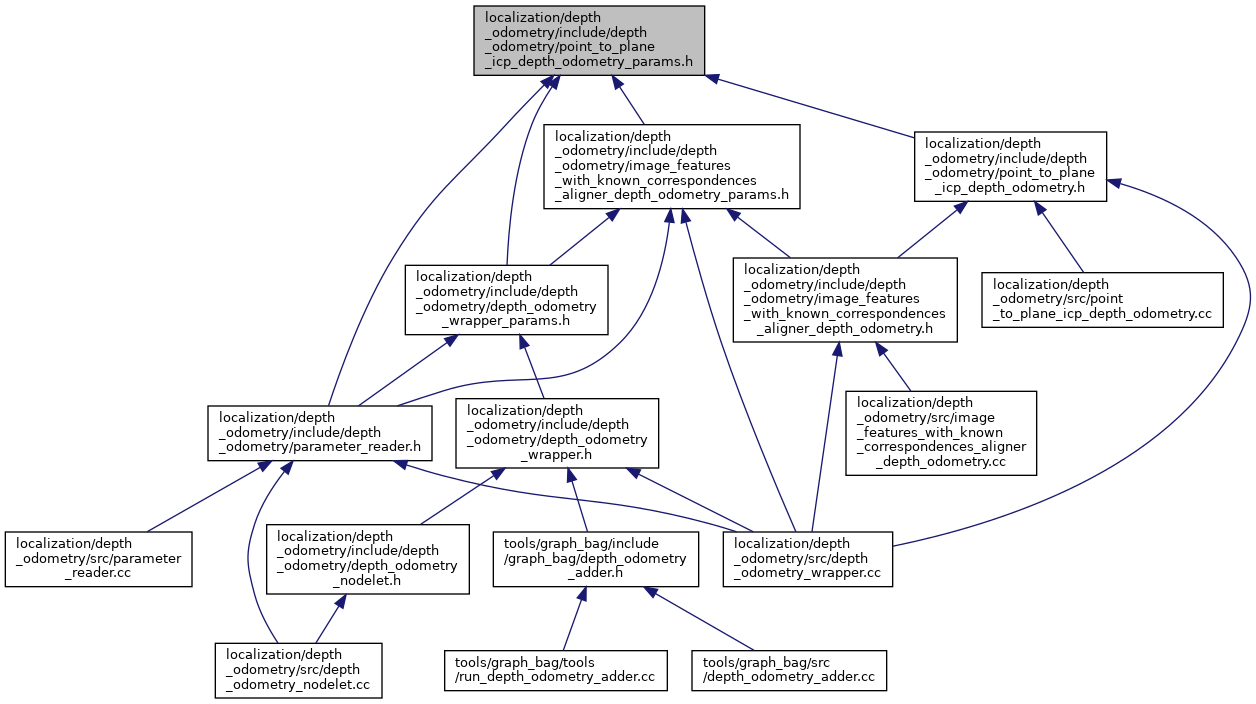 localization/depth
_odometry/include/depth
_odometry/point_to_plane
_icp_depth_odometry_params.h
localization/depth
_odometry/include/depth
_odometry/image_features
_with_known_correspondences
_aligner_depth_odometry_params.h
localization/depth
_odometry/include/depth
_odometry/point_to_plane
_icp_depth_odometry.h
localization/depth
_odometry/include/depth
_odometry/depth_odometry
_wrapper_params.h
localization/depth
_odometry/include/depth
_odometry/image_features
_with_known_correspondences
_aligner_depth_odometry.h
localization/depth
_odometry/src/point
_to_plane_icp_depth_odometry.cc
localization/depth
_odometry/include/depth
_odometry/parameter_reader.h
localization/depth
_odometry/include/depth
_odometry/depth_odometry
_wrapper.h
localization/depth
_odometry/src/image
_features_with_known
_correspondences_aligner
_depth_odometry.cc
localization/depth
_odometry/src/parameter
_reader.cc
localization/depth
_odometry/include/depth
_odometry/depth_odometry
_nodelet.h
tools/graph_bag/include
/graph_bag/depth_odometry
_adder.h
localization/depth
_odometry/src/depth
_odometry_wrapper.cc
localization/depth
_odometry/src/depth
_odometry_nodelet.cc
tools/graph_bag/tools
/run_depth_odometry_adder.cc
tools/graph_bag/src
/depth_odometry_adder.cc